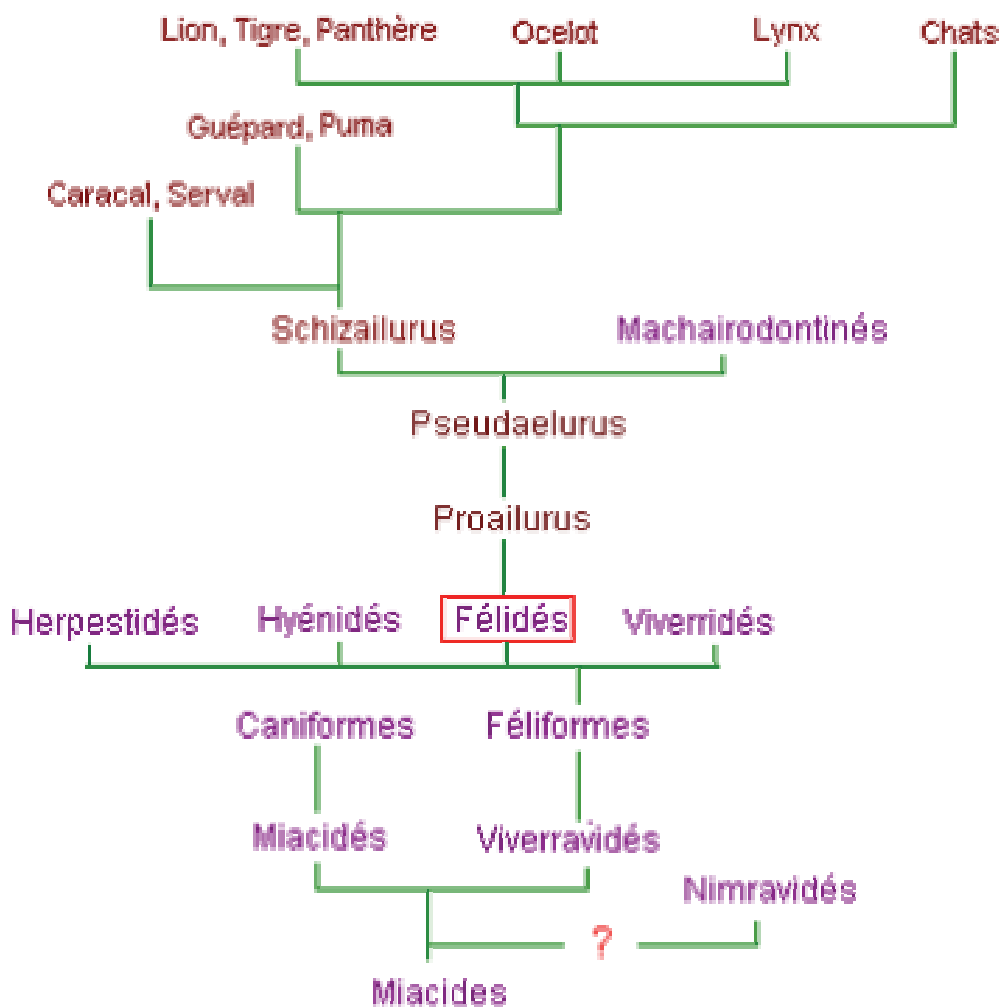 Lion, Tigre, Panthère
Ocelot
Lynx
Chats
Guépard, Puma
Caracal, Serval
Schizailurus
Machairodontinés
Pseudaelurus
Proailurus
Herpestidés
Hyénidés
Félidés
Viverridés
Caniformes
Féliformes
Miacidés
Viverravidés
Nimravidés
?
Miacides